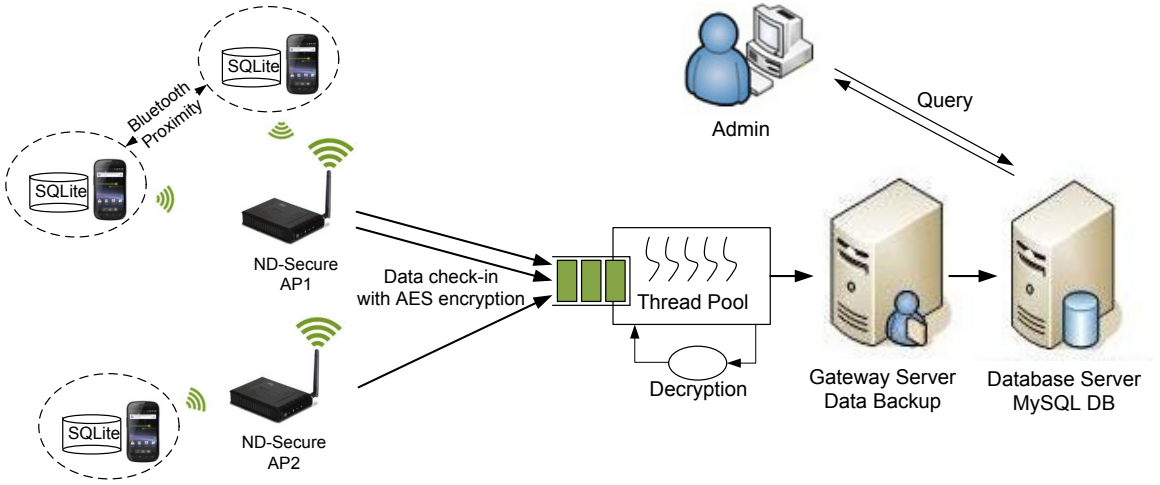 SQLite
Bluetooth
Proximity
SQLite
ND-Secure
AP1
SQLite
ND-Secure
AP2
Data check-in
with AES encryption
Thread Pool
Decryption
Admin
Query
Gateway Server
Data Backup
Database Server
MySQL DB